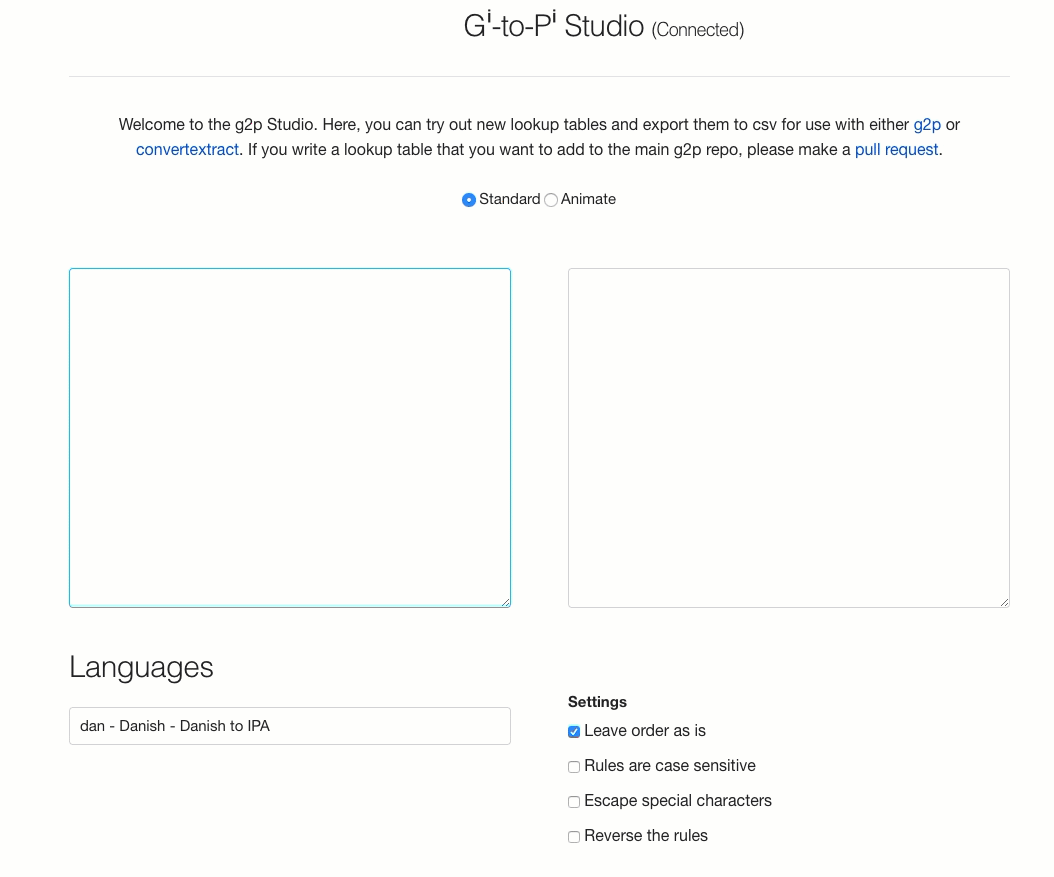 Gⁱ-to-Pⁱ Studio (Connected)
Welcome to the g2p Studio. Here, you can try out new lookup tables and export them to csv for use with either g2p or
convertextract. If you write a lookup table that you want to add to the main g2p repo, please make a pull request.
Standard Animate
Languages
dan - Danish - Danish to IPA
Settings
Leave order as is
Rules are case sensitive
Escape special characters
Reverse the rules